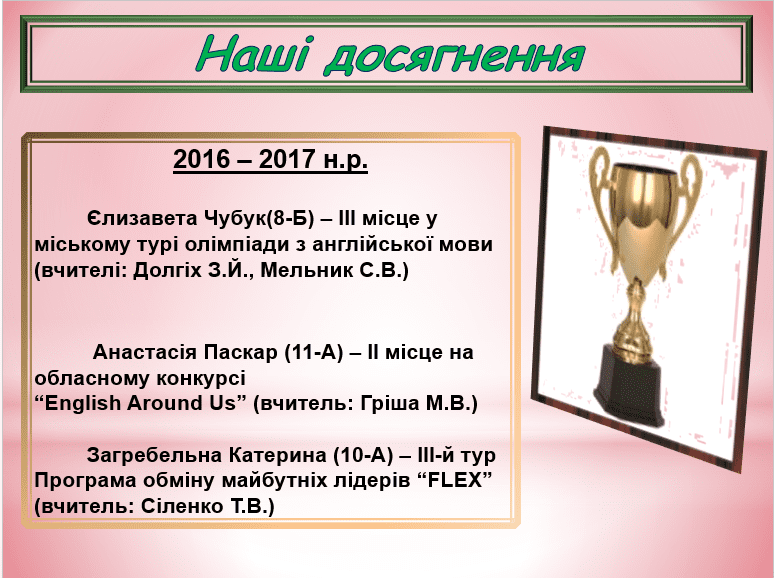 Наші досягнення
2016 – 2017 н.р.
Єлизавета Чубук(8-Б) – ІІІ місце у
міському турі олімпіади з англійської мови
(вчителі: Долгіх З.Й., Мельник С.В.)
Анастасія Паскар (11-А) – ІІ місце на
обласному конкурсі
“English Around Us” (вчитель: Гріша М.В.)
Загребельна Катерина (10-А) – ІІІ-й тур
Програма обміну майбутніх лідерів “FLEX”
(вчитель: Сіленко Т.В.)